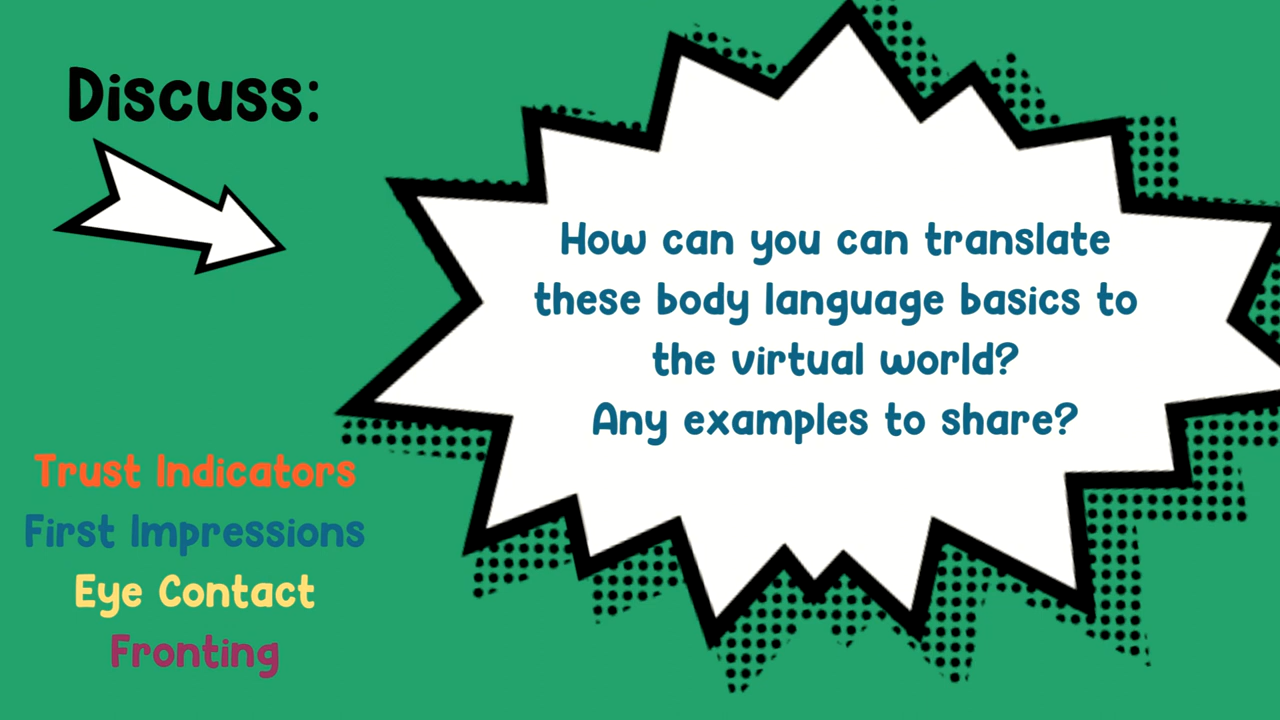 Discuss:
How can you can translate
these body language basics to
the virtual world?
Any examples to share?
Trust Indicators
First Impressions
Eye Contact
Fronting